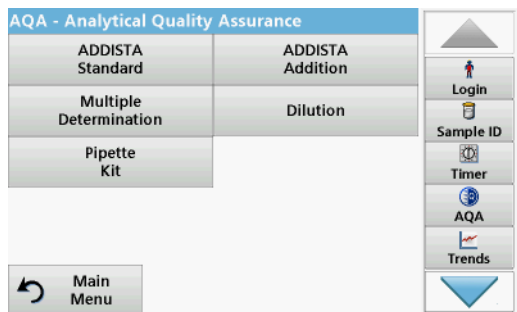 AQA - Analytical Quality Assurance
ADDISTA
Standard
ADDISTA
Addition
Multiple
Determination
Dilution
Pipette
Kit
Main
Menu
Login
Sample ID
Timer
AQA
Trends